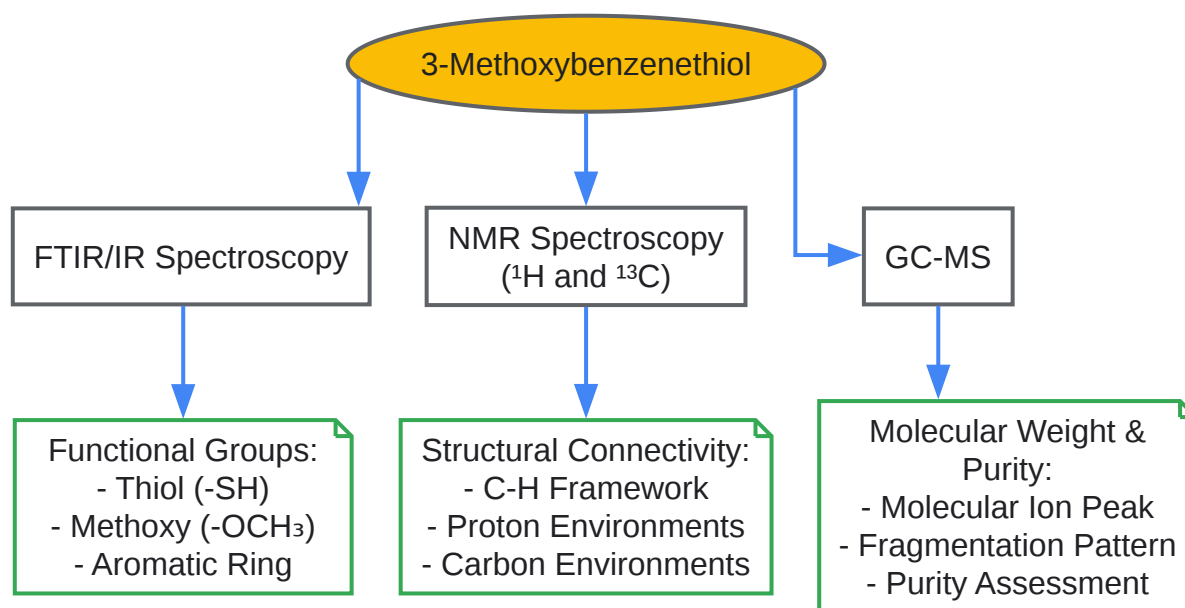 3-Methoxybenzenethiol
FTIR/IR Spectroscopy
NMR Spectroscopy
(¹H and ¹³C)
GC-MS
Functional Groups:
- Thiol (-SH)
- Methoxy (-OCH₃)
- Aromatic Ring
Structural Connectivity:
- C-H Framework
- Proton Environments
- Carbon Environments
Molecular Weight &
Purity:
- Molecular Ion Peak
- Fragmentation Pattern
- Purity Assessment